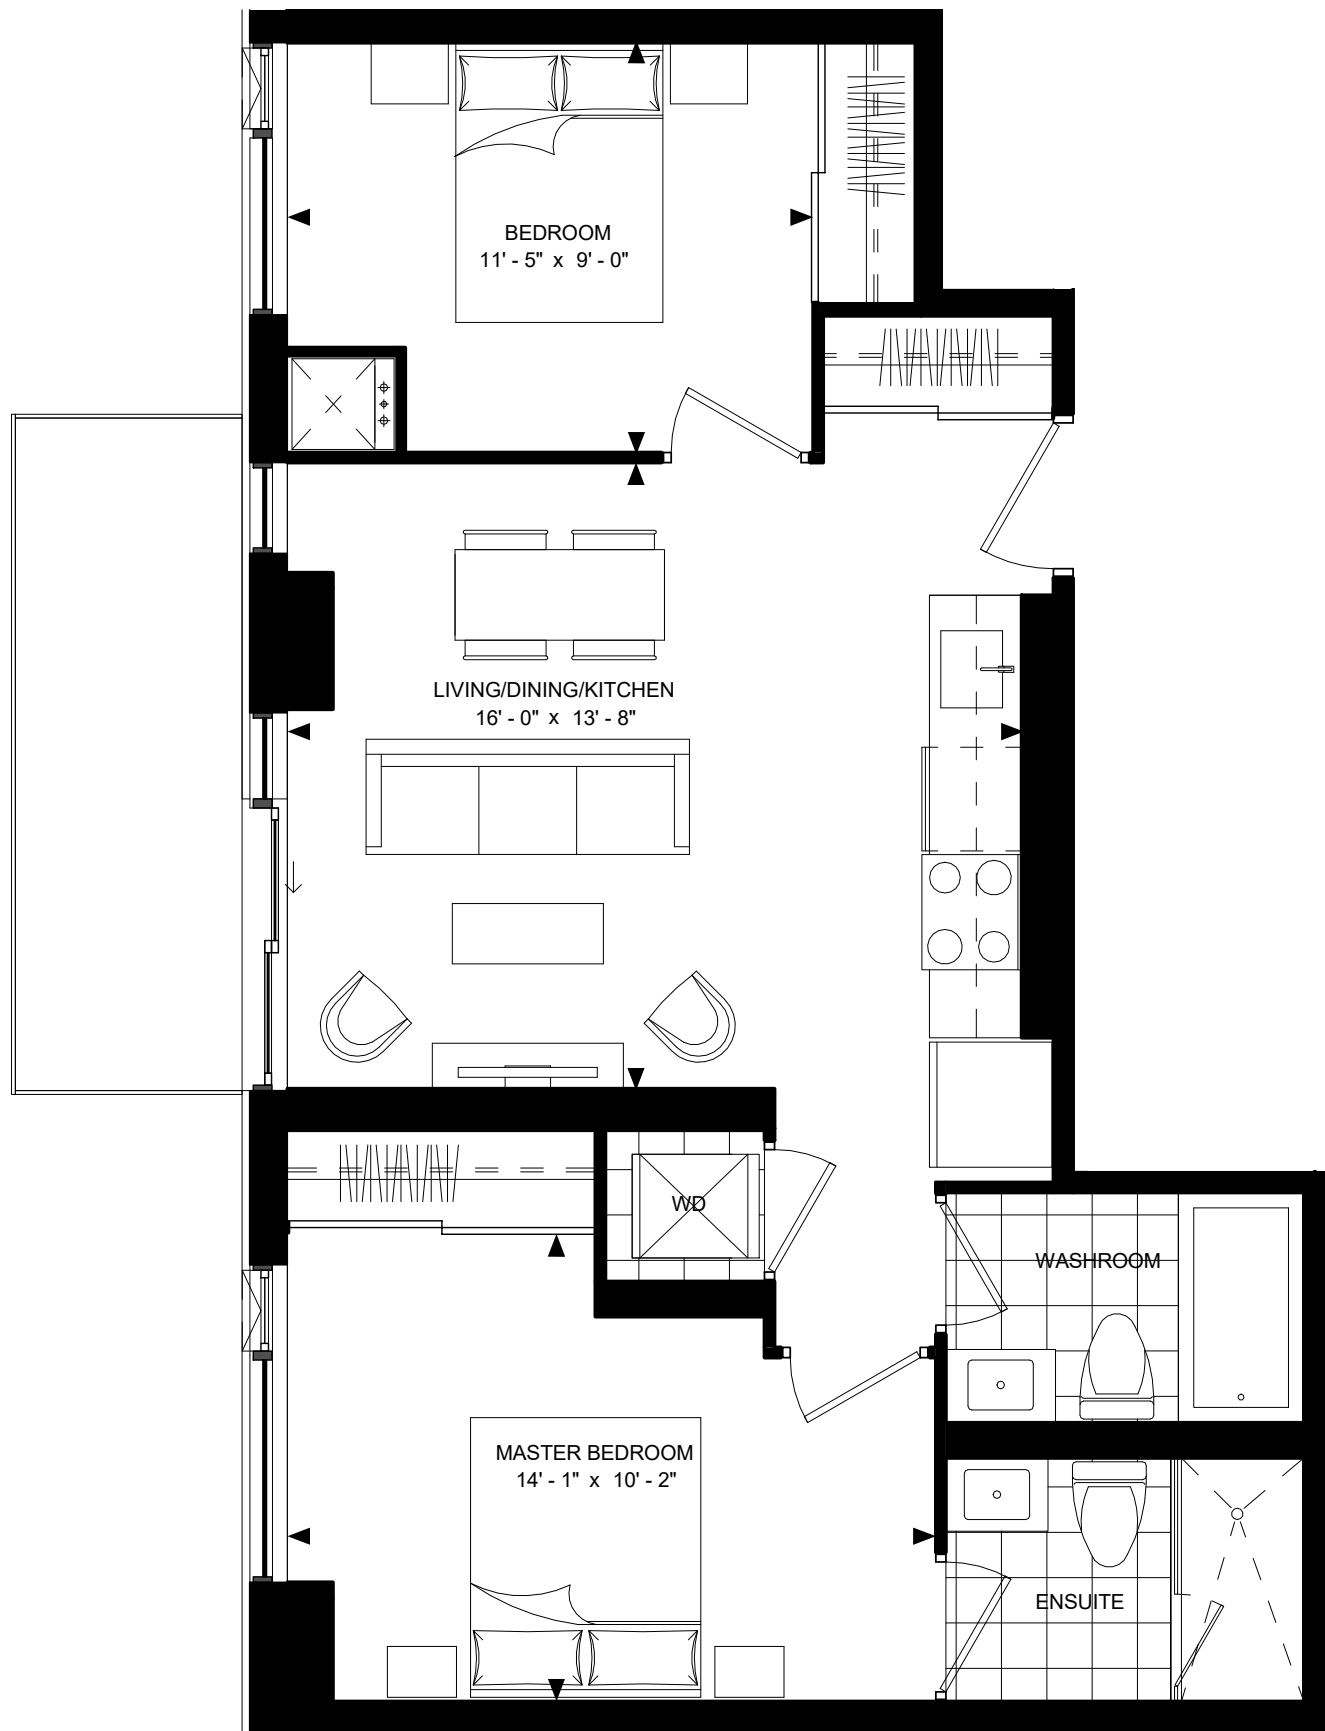 BEDROOM
11' - 5" x 9' - 0"
LIVING/DINING/KITCHEN
16' - 0" x 13' - 8"
WD
WASHROOM
MASTER BEDROOM
14' - 1" x 10' - 2"
ENSUITE